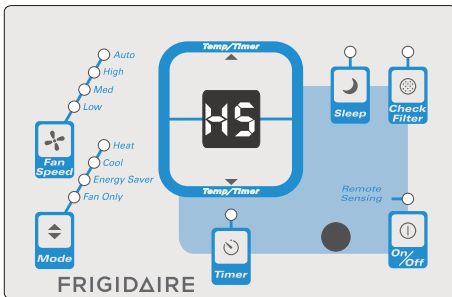 Temp/Timer
Auto
High
Med
Low
Fan
Speed
HS
Sleep
Check
Filter
Heat
Cool
Energy Saver
Fan Only
Temp/Timer
Remote
Sensing
Mode
Timer
On/Off
FRIGIDAIRE